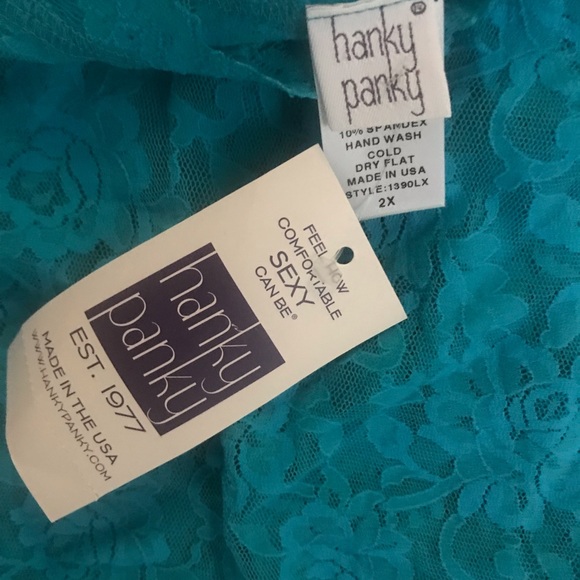 hanky®
panky
10% SPANDEX
HAND WASH
COLD
DRY FLAT
MADE IN USA
STYLE:1390LX
2X
FEEL HOW
COMFORTABLE
SEXY
CAN BE®
hanky
panky
EST. 1977
MADE IN THE USA
WWW.HANKYPANKY.COM